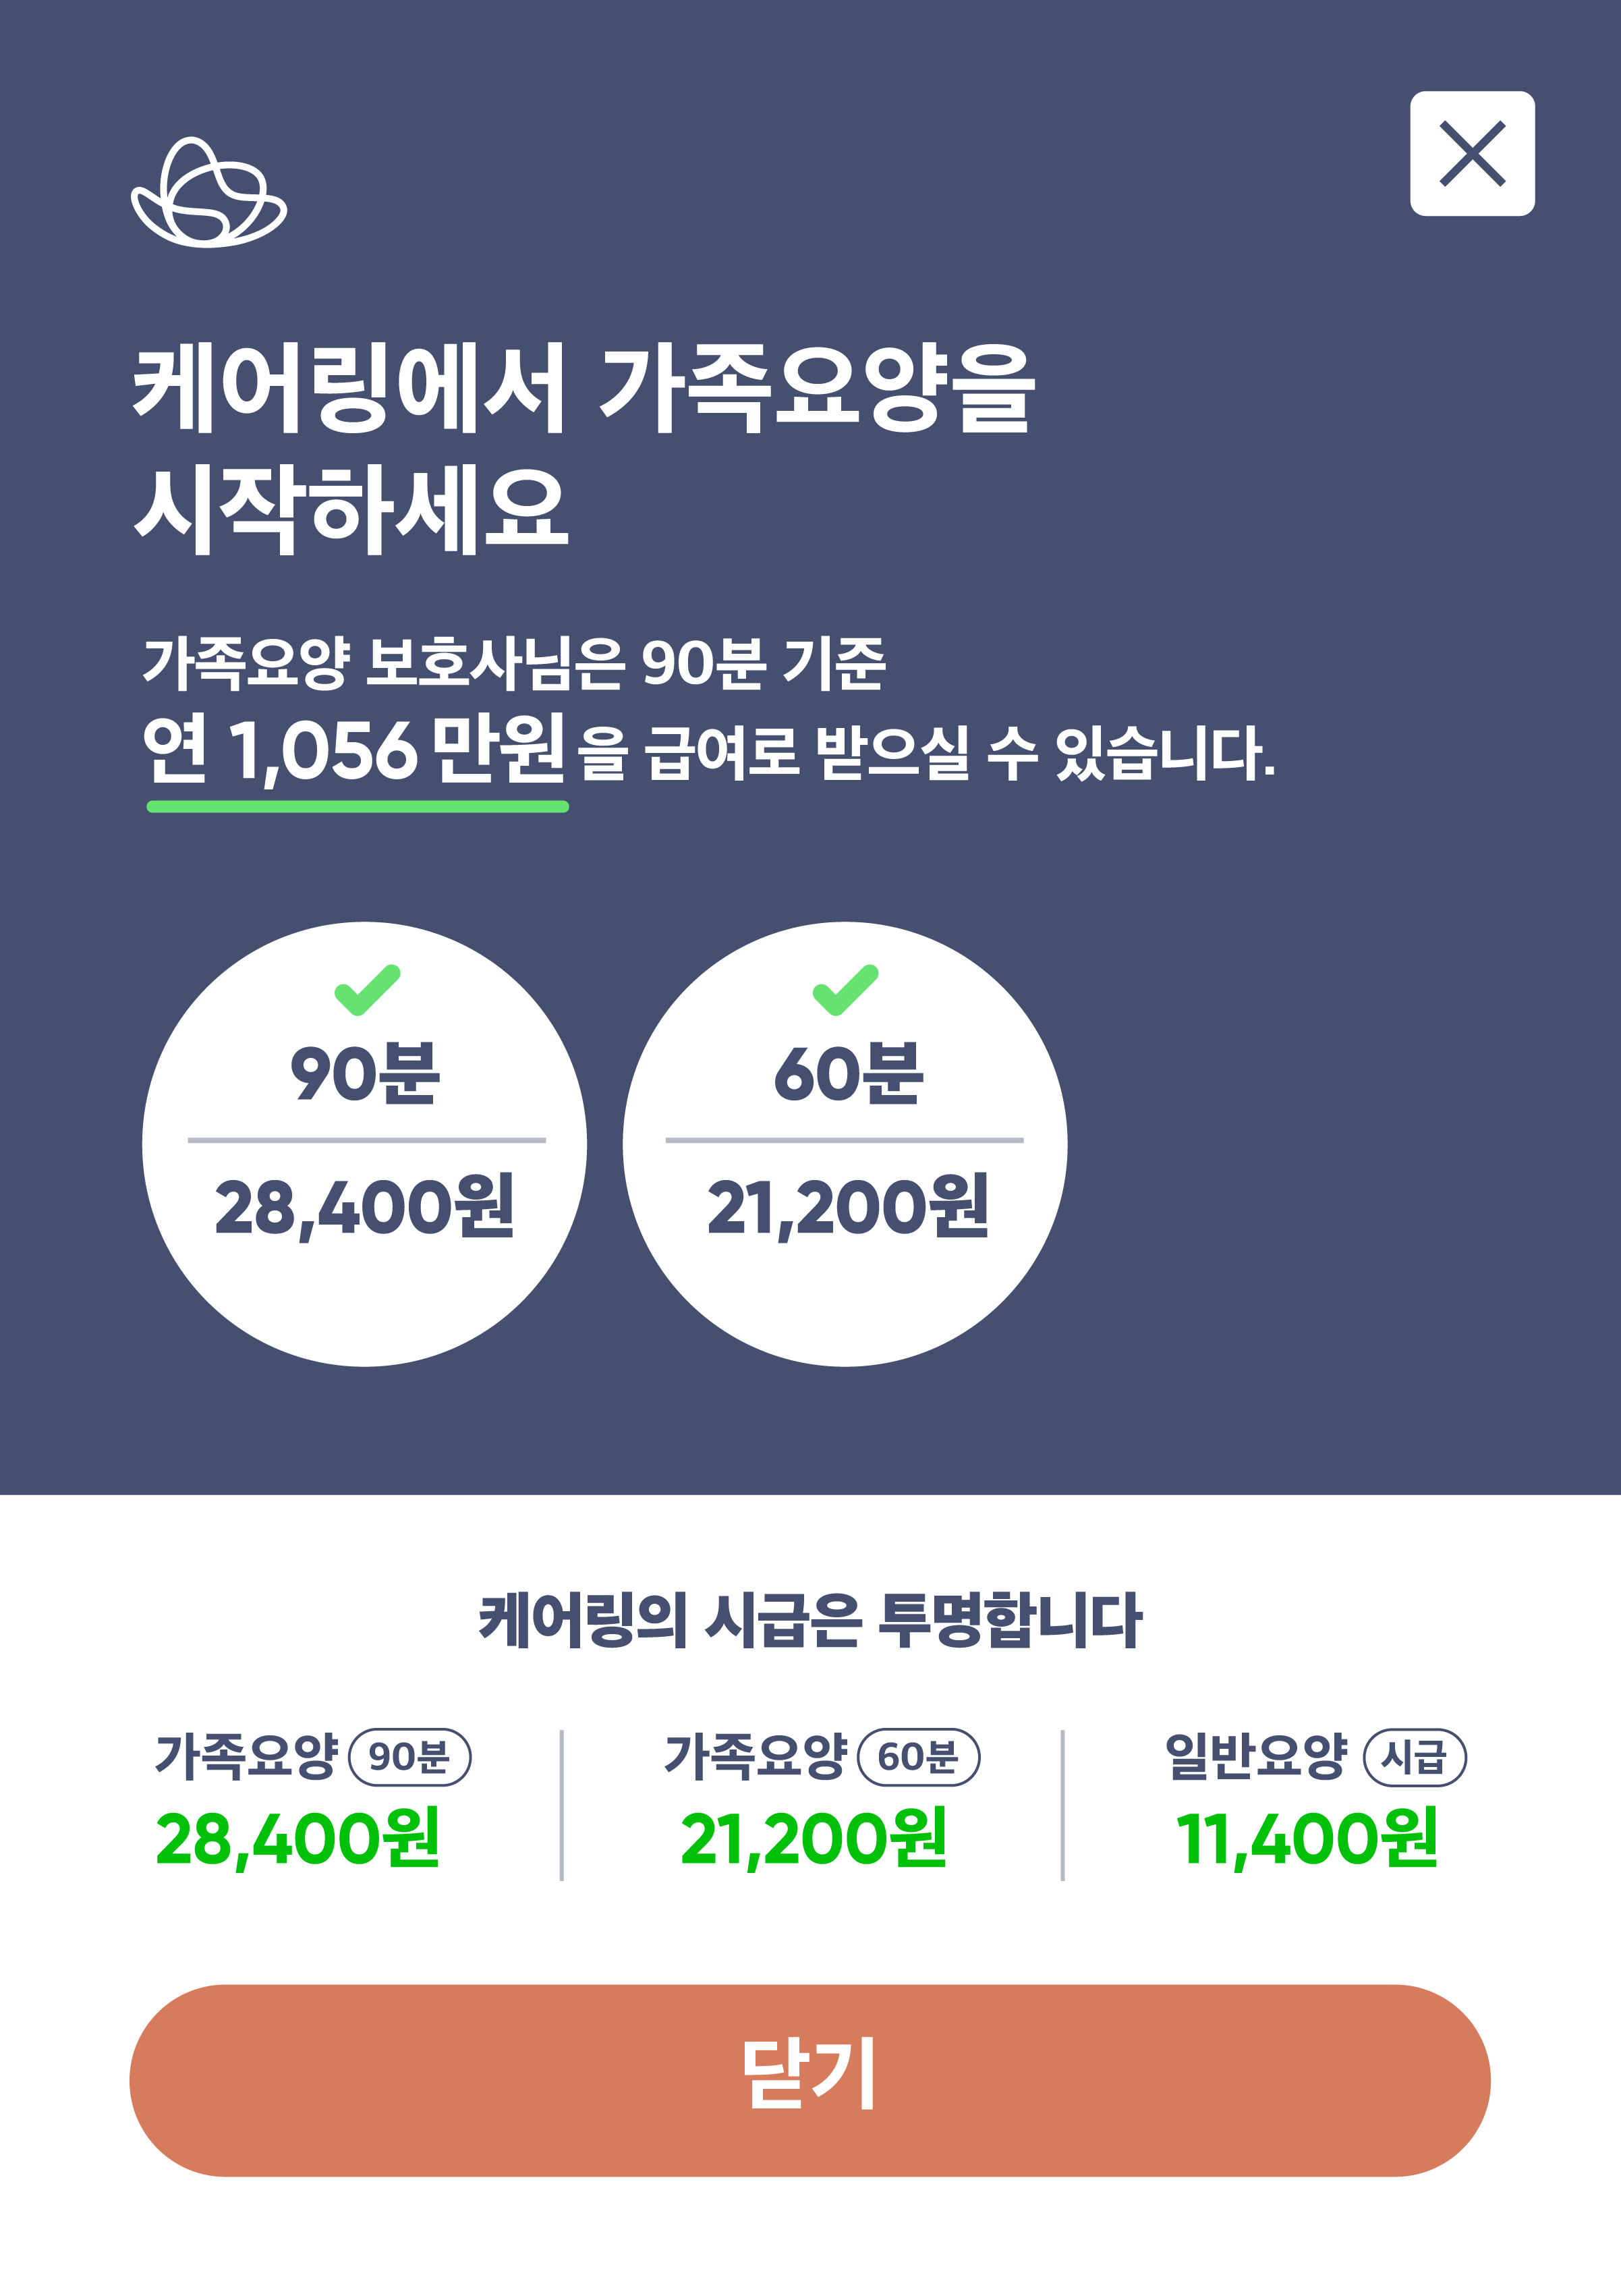 케어링에서 가족요양을
시작하세요
가족요양 보호사님은 90분 기준
연 1,056 만원을 급여로 받으실 수 있습니다.
90분
28,400원
60분
21,200원
케어링의 시급은 투명합니다
가족요양 90분
28,400원
가족요양 60분
21,200원
일반요양 시급
11,400원
닫기